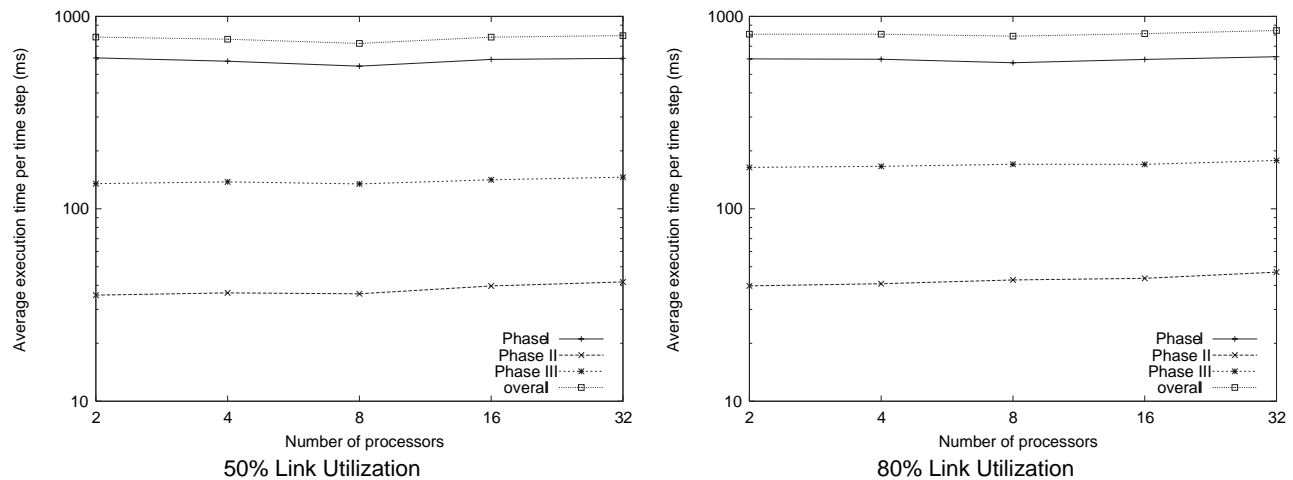 1000
100
10
Average execution time per time step (ms)
2 4 8 16 32
Number of processors
Phase I
Phase II
Phase III
overall
50% Link Utilization
1000
100
10
Average execution time per time step (ms)
2 4 8 16 32
Number of processors
Phase I
Phase II
Phase III
overall
80% Link Utilization